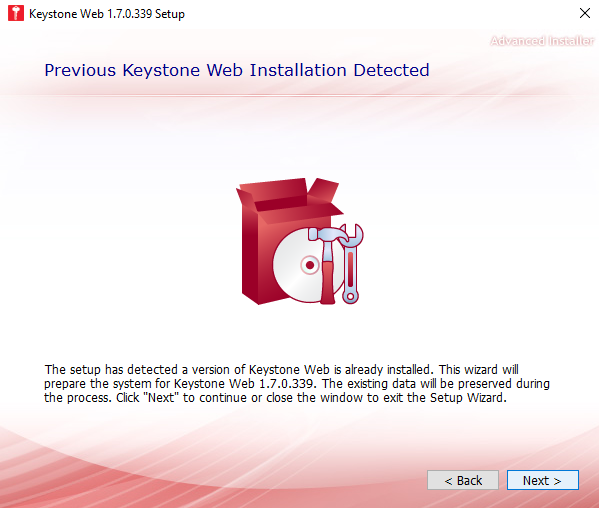 Keystone Web 1.7.0.339 Setup
Advanced Installer
Previous Keystone Web Installation Detected
The setup has detected a version of Keystone Web is already installed. This wizard will
prepare the system for Keystone Web 1.7.0.339. The existing data will be preserved during
the process. Click "Next" to continue or close the window to exit the Setup Wizard.
< Back
Next >